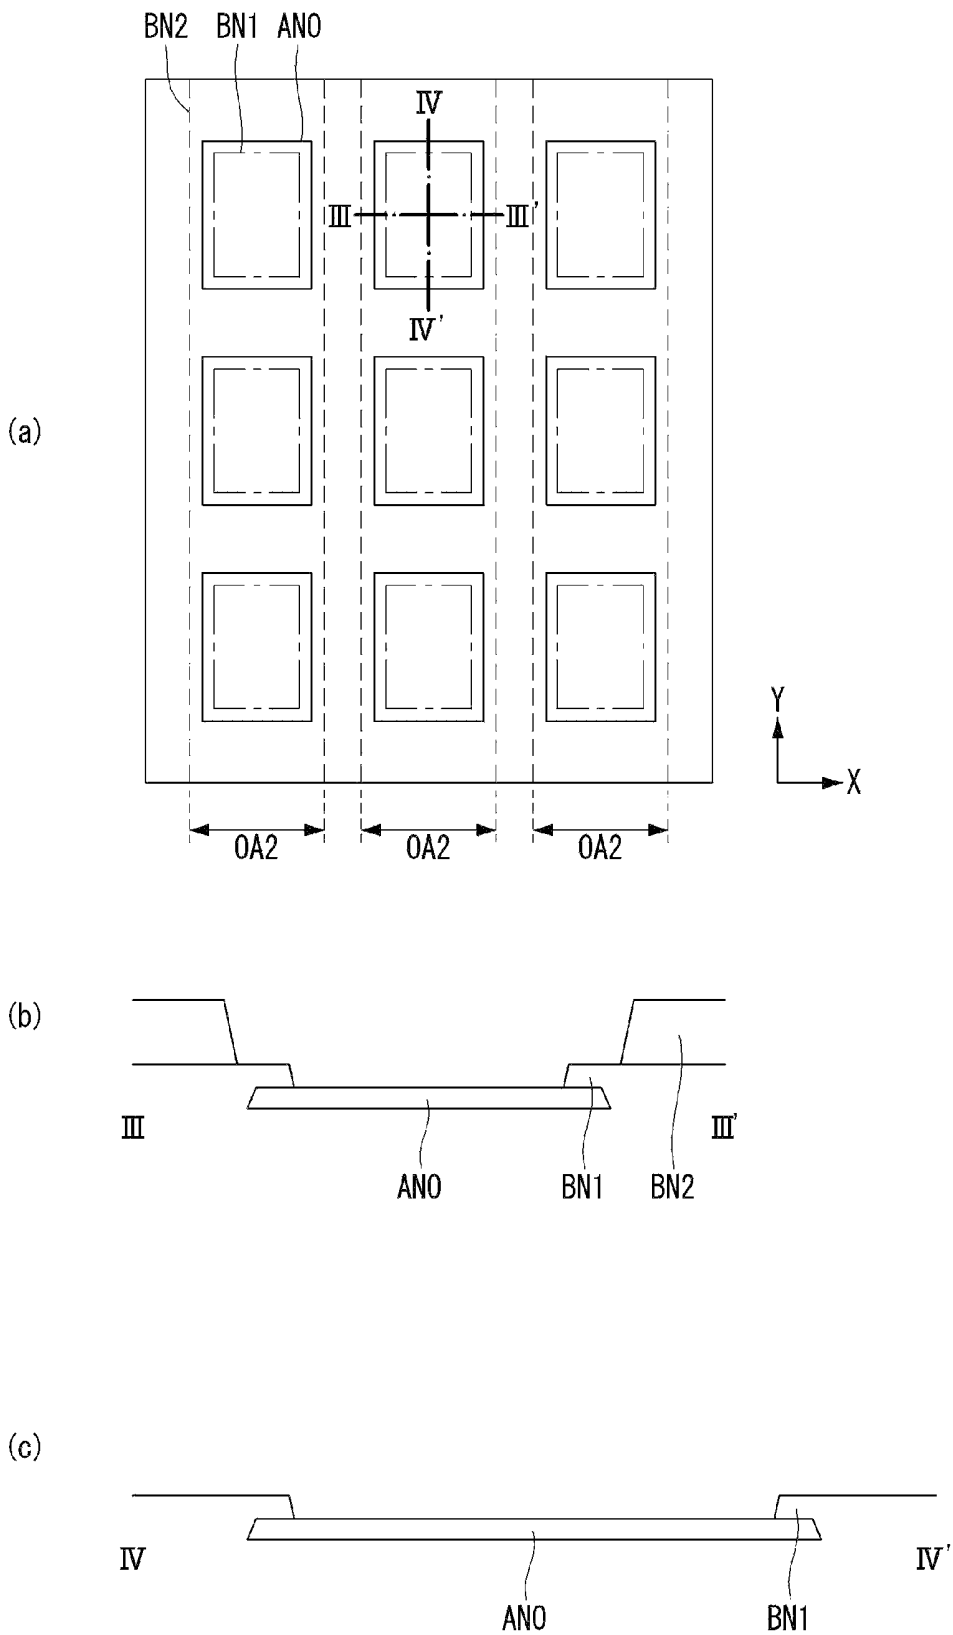 BN2 BN1 ANO
Ⅳ
Ⅲ Ⅲ'
Ⅳ'
(a)
Y
X
OA2 OA2 OA2
(b)
Ⅲ Ⅲ'
ANO BN1 BN2
(c)
Ⅳ Ⅳ'
ANO BN1